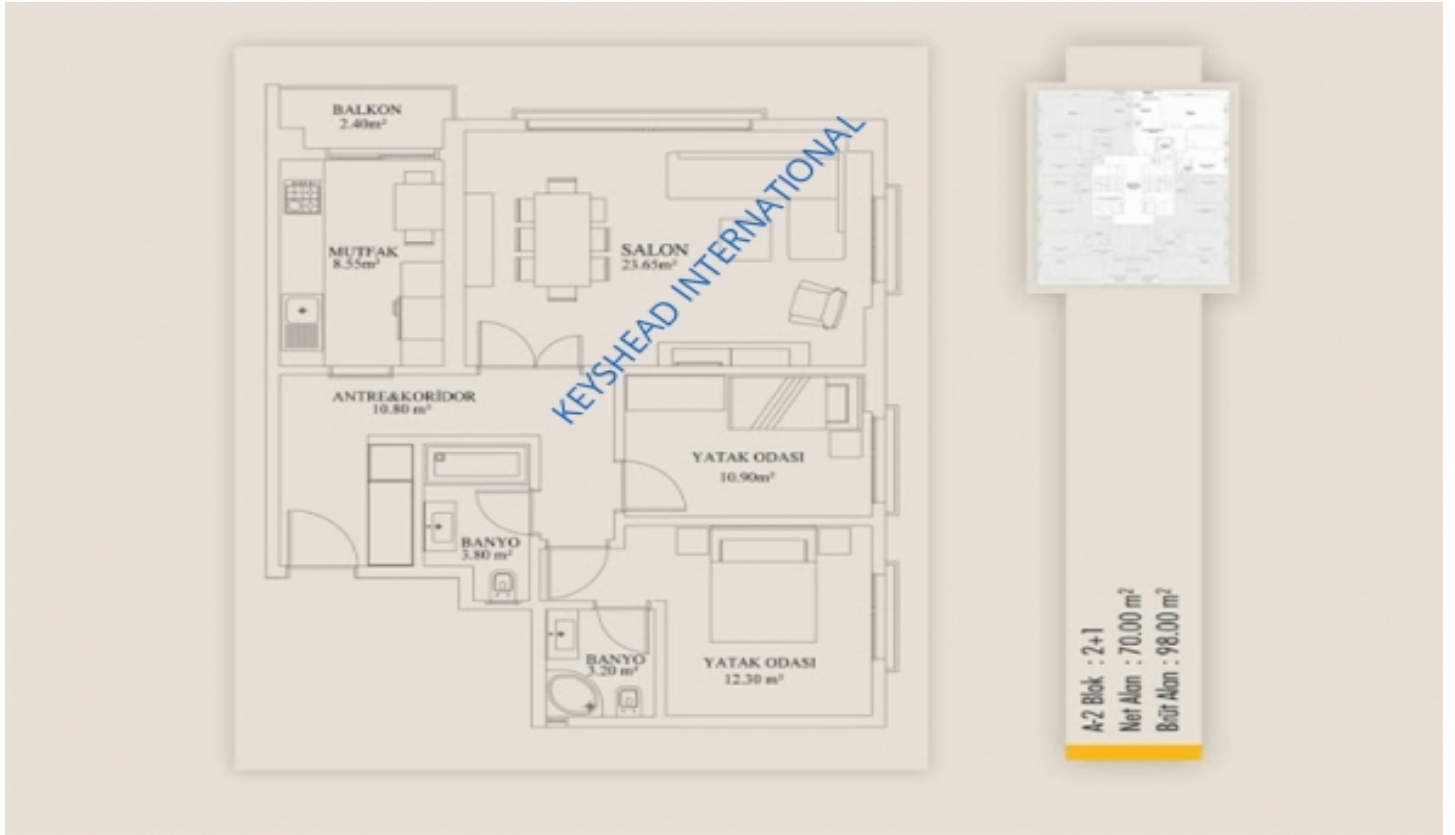 BALKON
2.40m²
MUTFAK
8.55m²
SALON
23.65m²
KEYSHEAD INTERNATIONAL
ANTRE&KORİDOR
10.80 m²
YATAK ODASI
10.90m²
BANYO
3.80 m²
BANYO
3.20 m²
YATAK ODASI
12.30 m²
A-2 Blok : 2+1
Net Alan : 70.00 m²
Brüt Alan : 98.00 m²